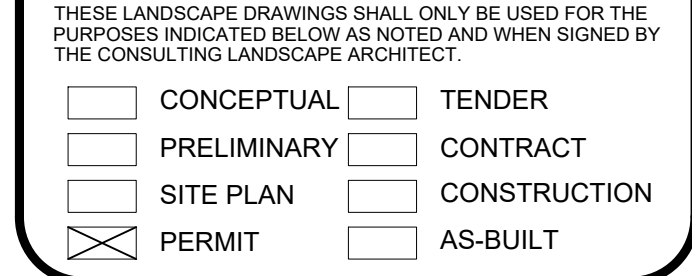 THESE LANDSCAPE DRAWINGS SHALL ONLY BE USED FOR THE
PURPOSES INDICATED BELOW AS NOTED AND WHEN SIGNED BY
THE CONSULTING LANDSCAPE ARCHITECT.
CONCEPTUAL TENDER
PRELIMINARY CONTRACT
SITE PLAN CONSTRUCTION
PERMIT AS-BUILT